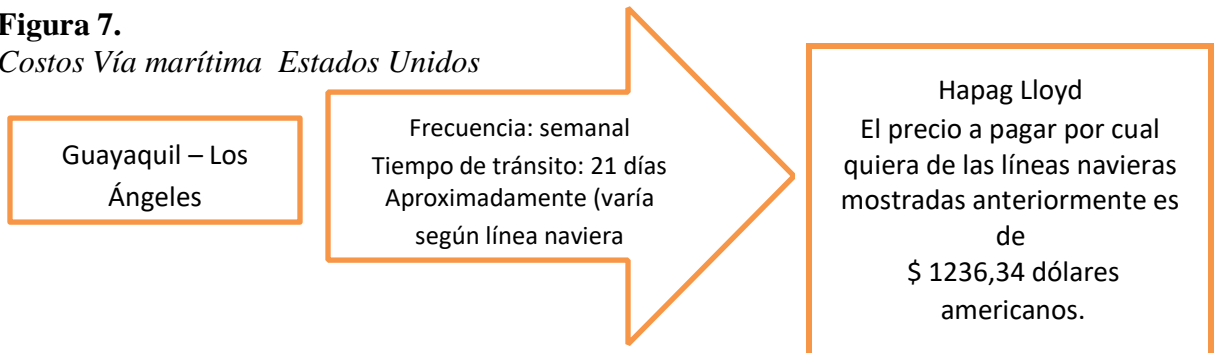 Figura 7.
Costos Vía marítima Estados Unidos
Guayaquil – Los
Ángeles
Frecuencia: semanal
Tiempo de tránsito: 21 días
Aproximadamente (varía
según línea naviera
Hapag Lloyd
El precio a pagar por cual
quiera de las líneas navieras
mostradas anteriormente es
de
$ 1236,34 dólares
americanos.